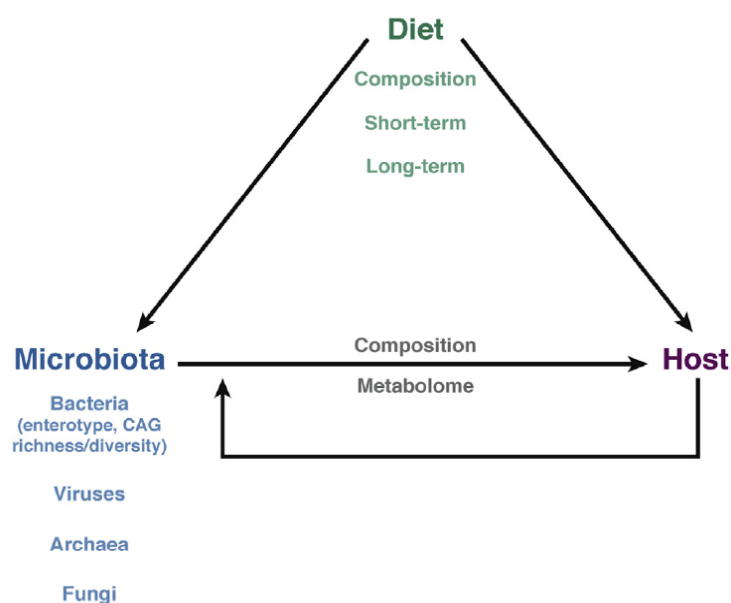 Diet
Composition
Short-term
Long-term
Microbiota
Composition
Metabolome
Host
Bacteria
(enterotype, CAG
richness/diversity)
Viruses
Archaea
Fungi